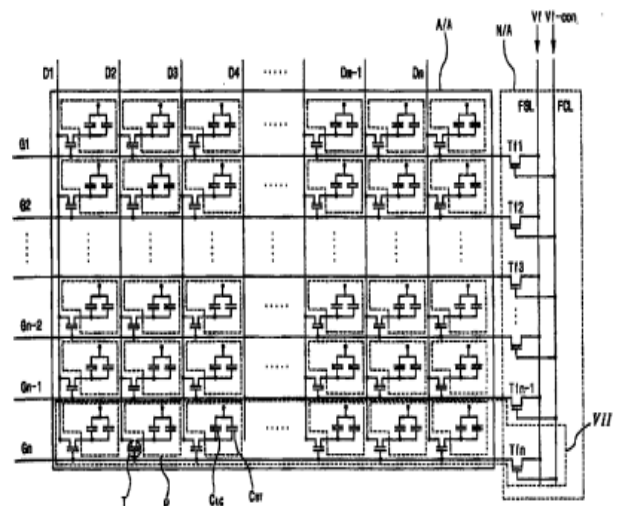 Vf Vf-con
A/A N/A
D1 D2 D3 D4 ..... Dm-1 Dm
FSL FCL
G1 Tf1
G2 Tf2
Tf3
Gn-2
Gn-1 Tfn-1
VII
Gn Tfn
T P CLC CST